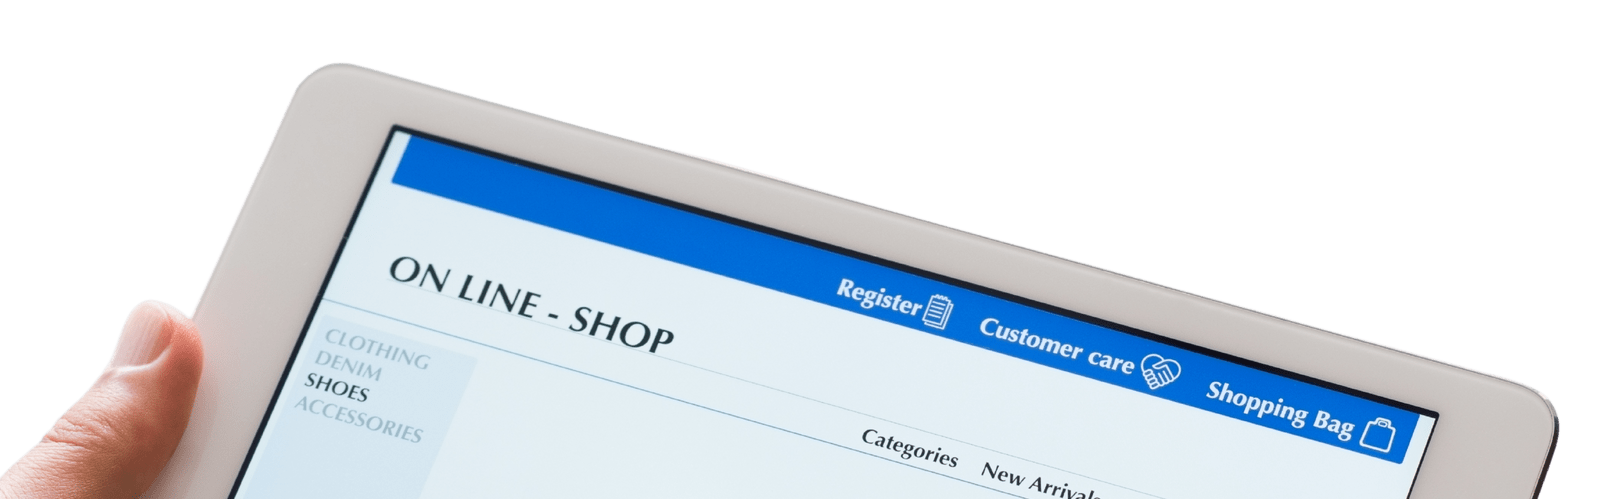 Register
Customer care
Shopping Bag
ON LINE - SHOP
CLOTHING
DENIM
SHOES
ACCESSORIES
Categories
New Arrivals